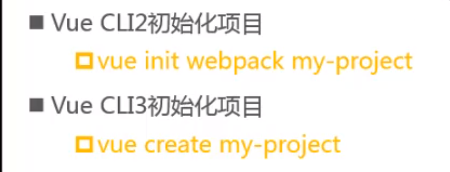 Vue CLI2初始化项目
vue init webpack my-project
Vue CLI3初始化项目
vue create my-project